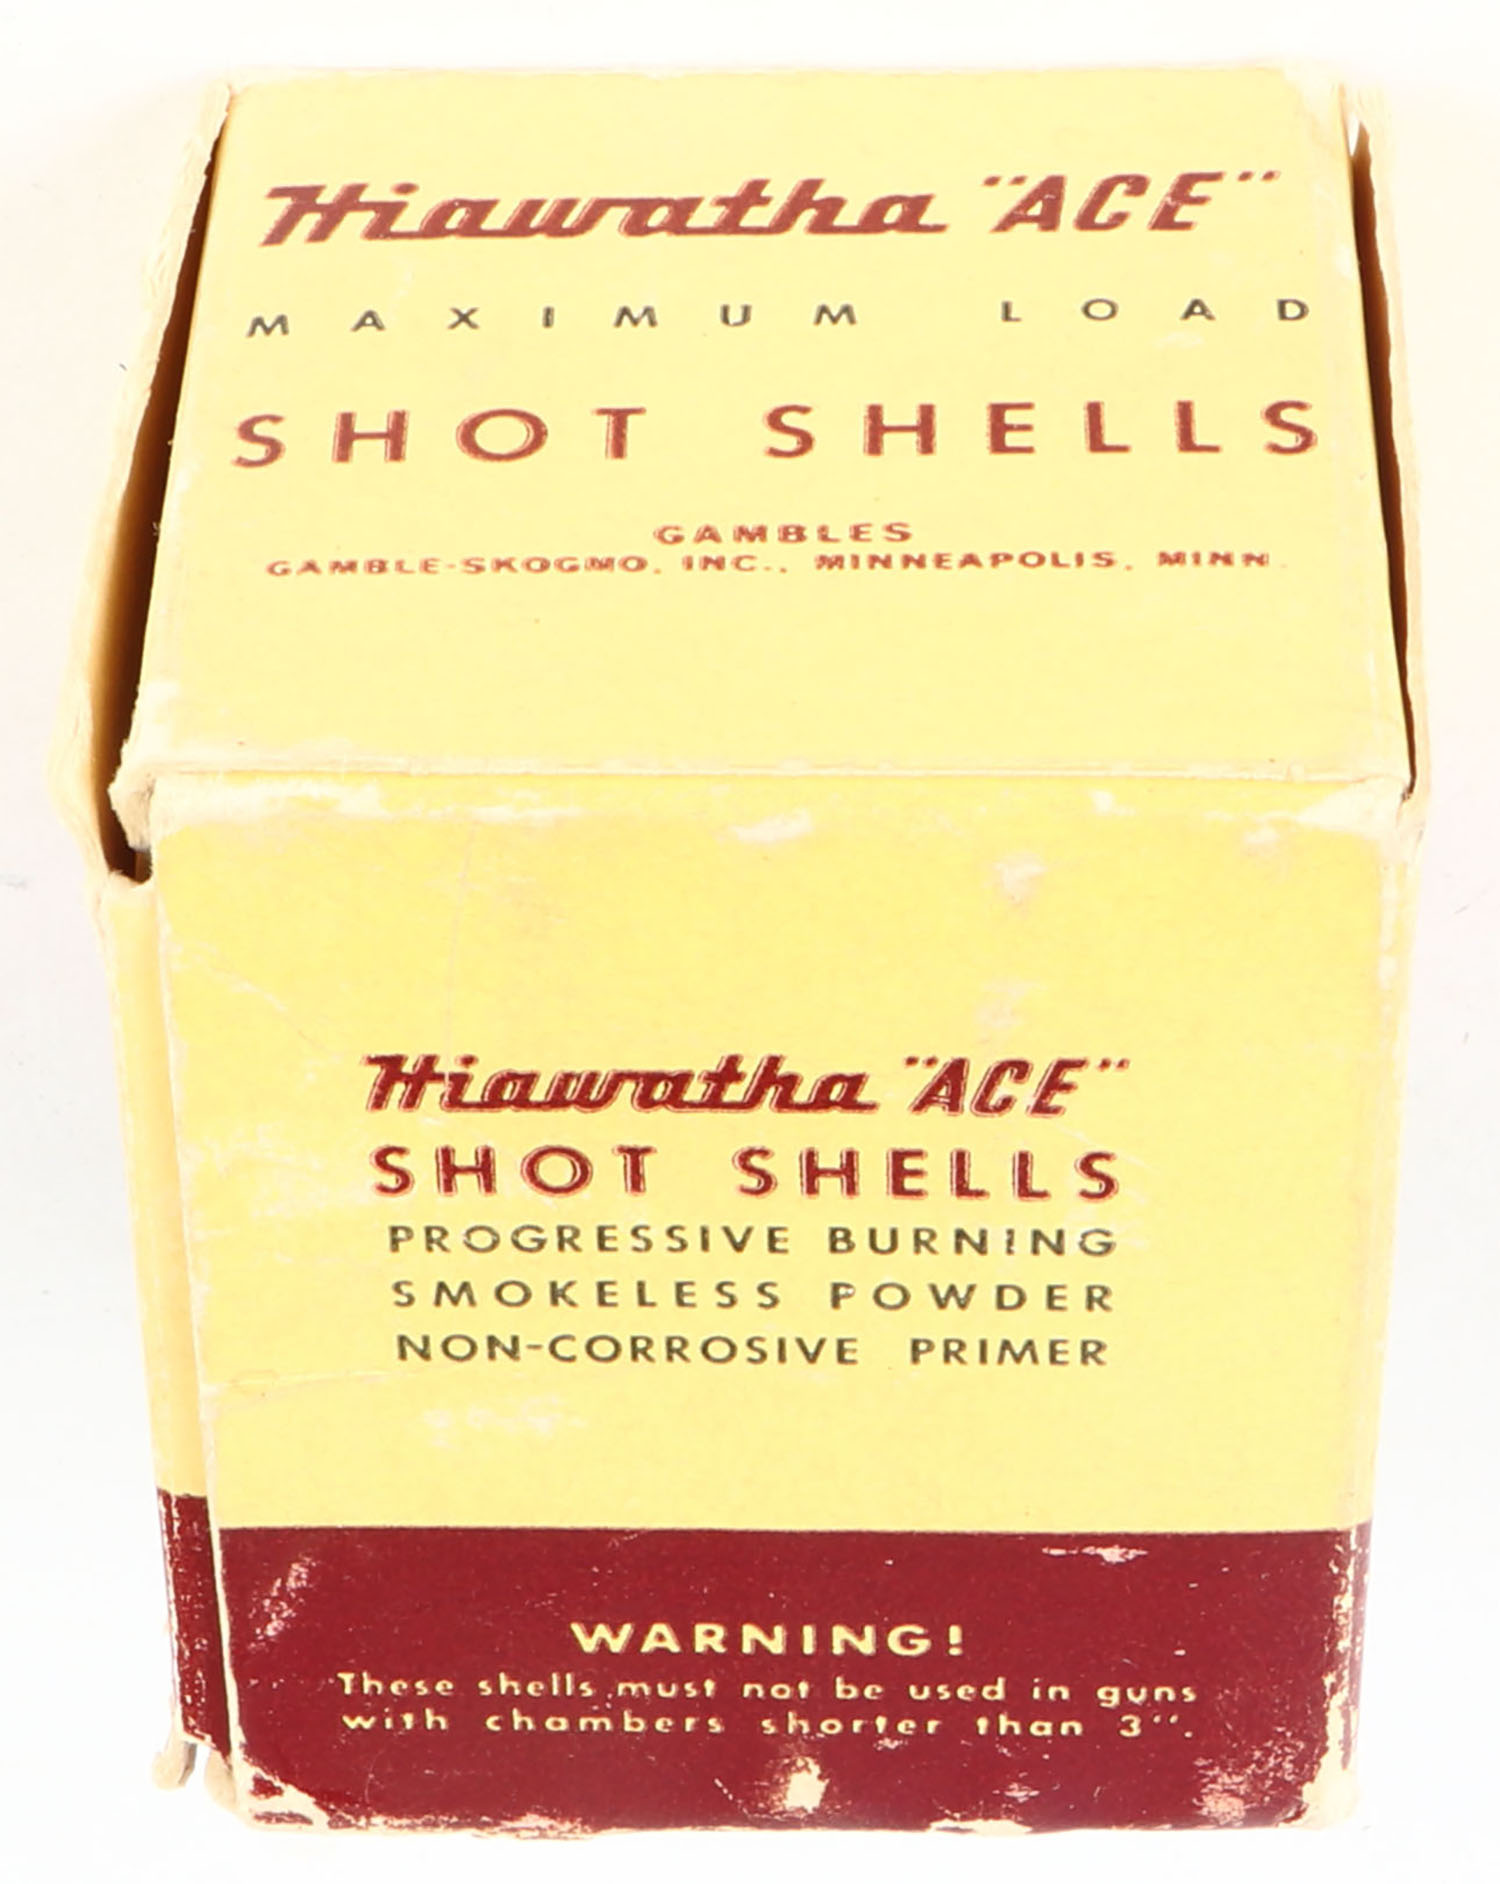 Hiawatha "ACE"
MAXIMUM LOAD
SHOT SHELLS
GAMBLES
GAMBLE-SKOGMO, INC., MINNEAPOLIS, MINN.
Hiawatha "ACE"
SHOT SHELLS
PROGRESSIVE BURNING
SMOKELESS POWDER
NON-CORROSIVE PRIMER
WARNING!
These shells must not be used in guns
with chambers shorter than 3".